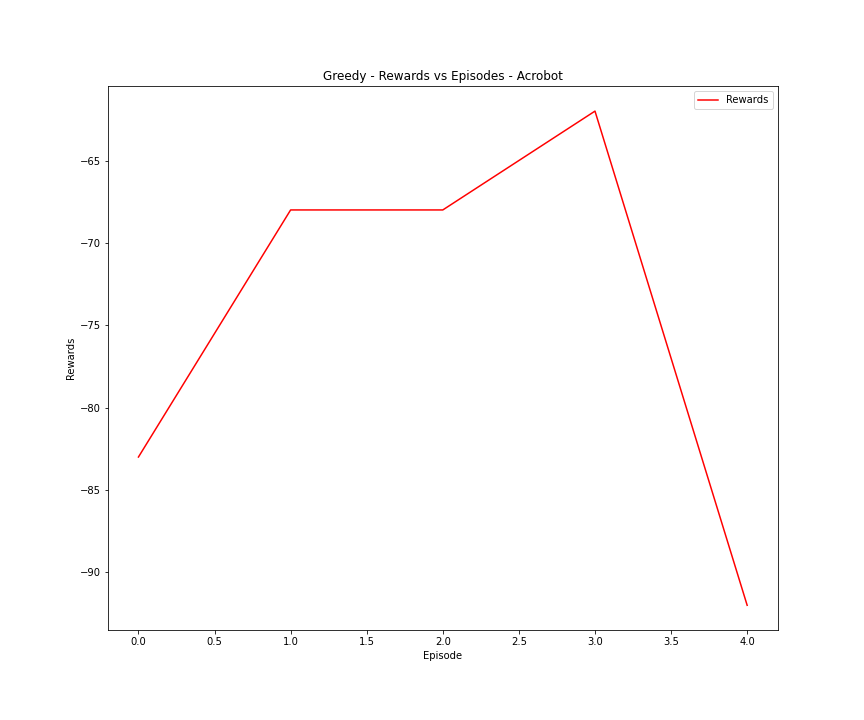 Greedy - Rewards vs Episodes - Acrobot
Rewards
−65
−70
−75
−80
−85
−90
Rewards
0.0 0.5 1.0 1.5 2.0 2.5 3.0 3.5 4.0
Episode